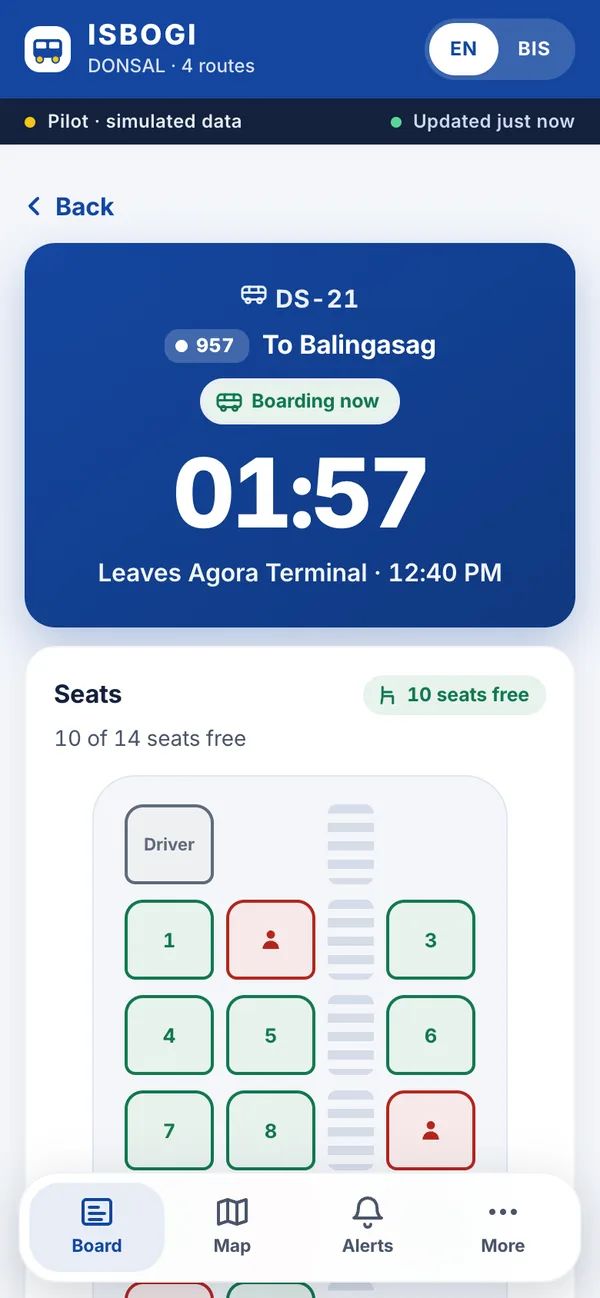 ISBOGI
DONSAL · 4 routes
EN BIS
Pilot · simulated data
Updated just now
Back
DS-21
957 To Balingasag
Boarding now
01:57
Leaves Agora Terminal · 12:40 PM
Seats
10 seats free
10 of 14 seats free
Driver
1 3
4 5 6
7 8
Board Map Alerts More